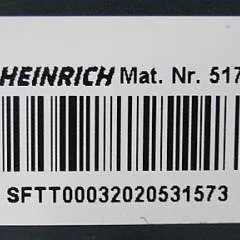 HEINRICH Mat. Nr. 517
SFTT00032020531573